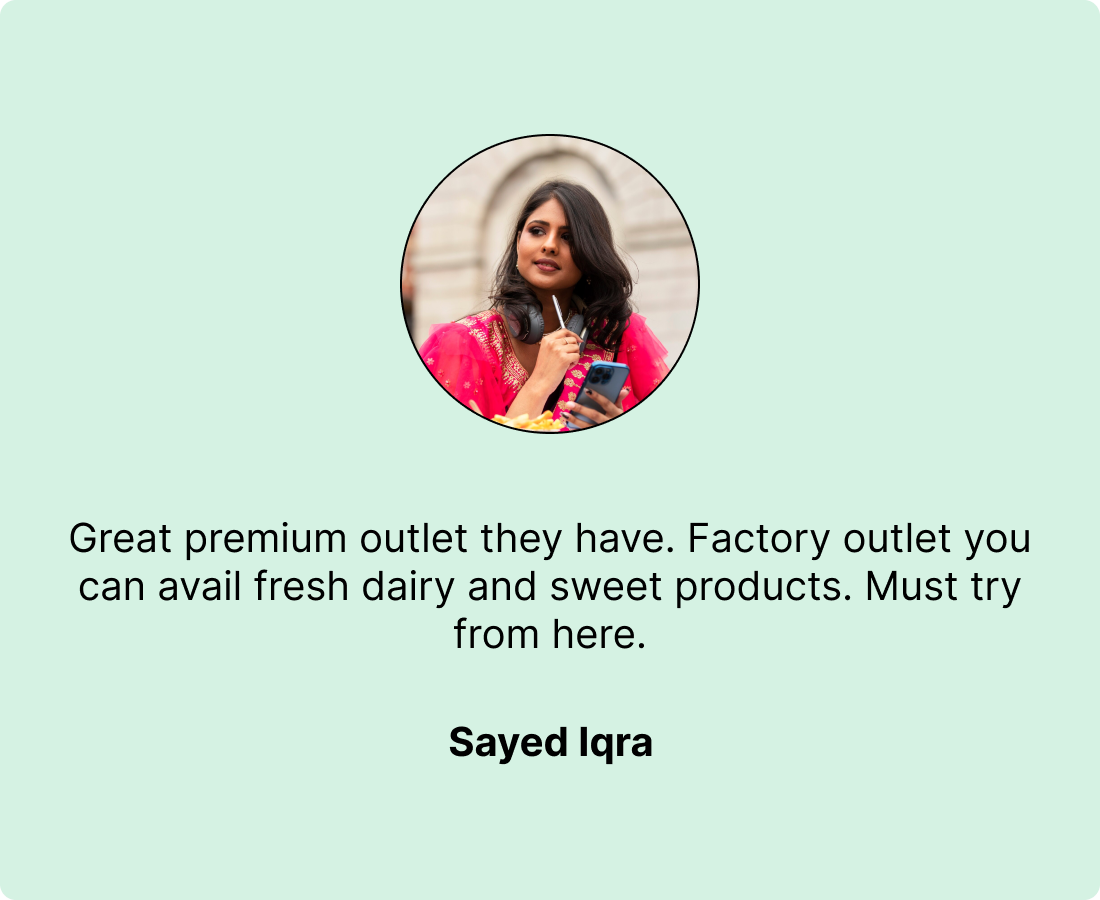 Great premium outlet they have. Factory outlet you
can avail fresh dairy and sweet products. Must try
from here.
Sayed Iqra